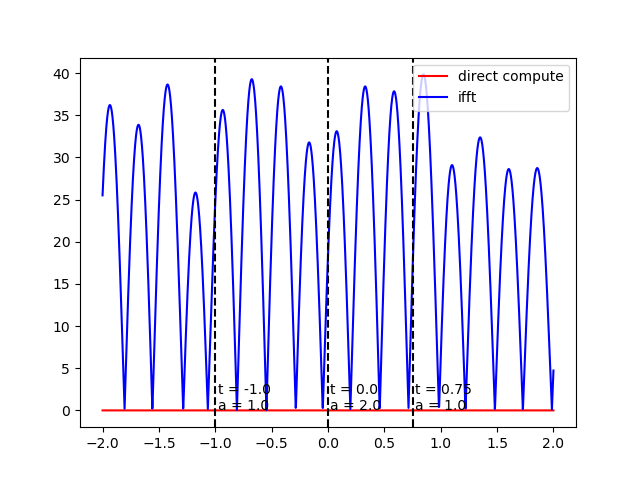 direct compute
ifft
40
35
30
25
20
15
10
5
0
t = -1.0
a = 1.0
t = 0.0
a = 2.0
t = 0.75
a = 1.0
−2.0 −1.5 −1.0 −0.5 0.0 0.5 1.0 1.5 2.0